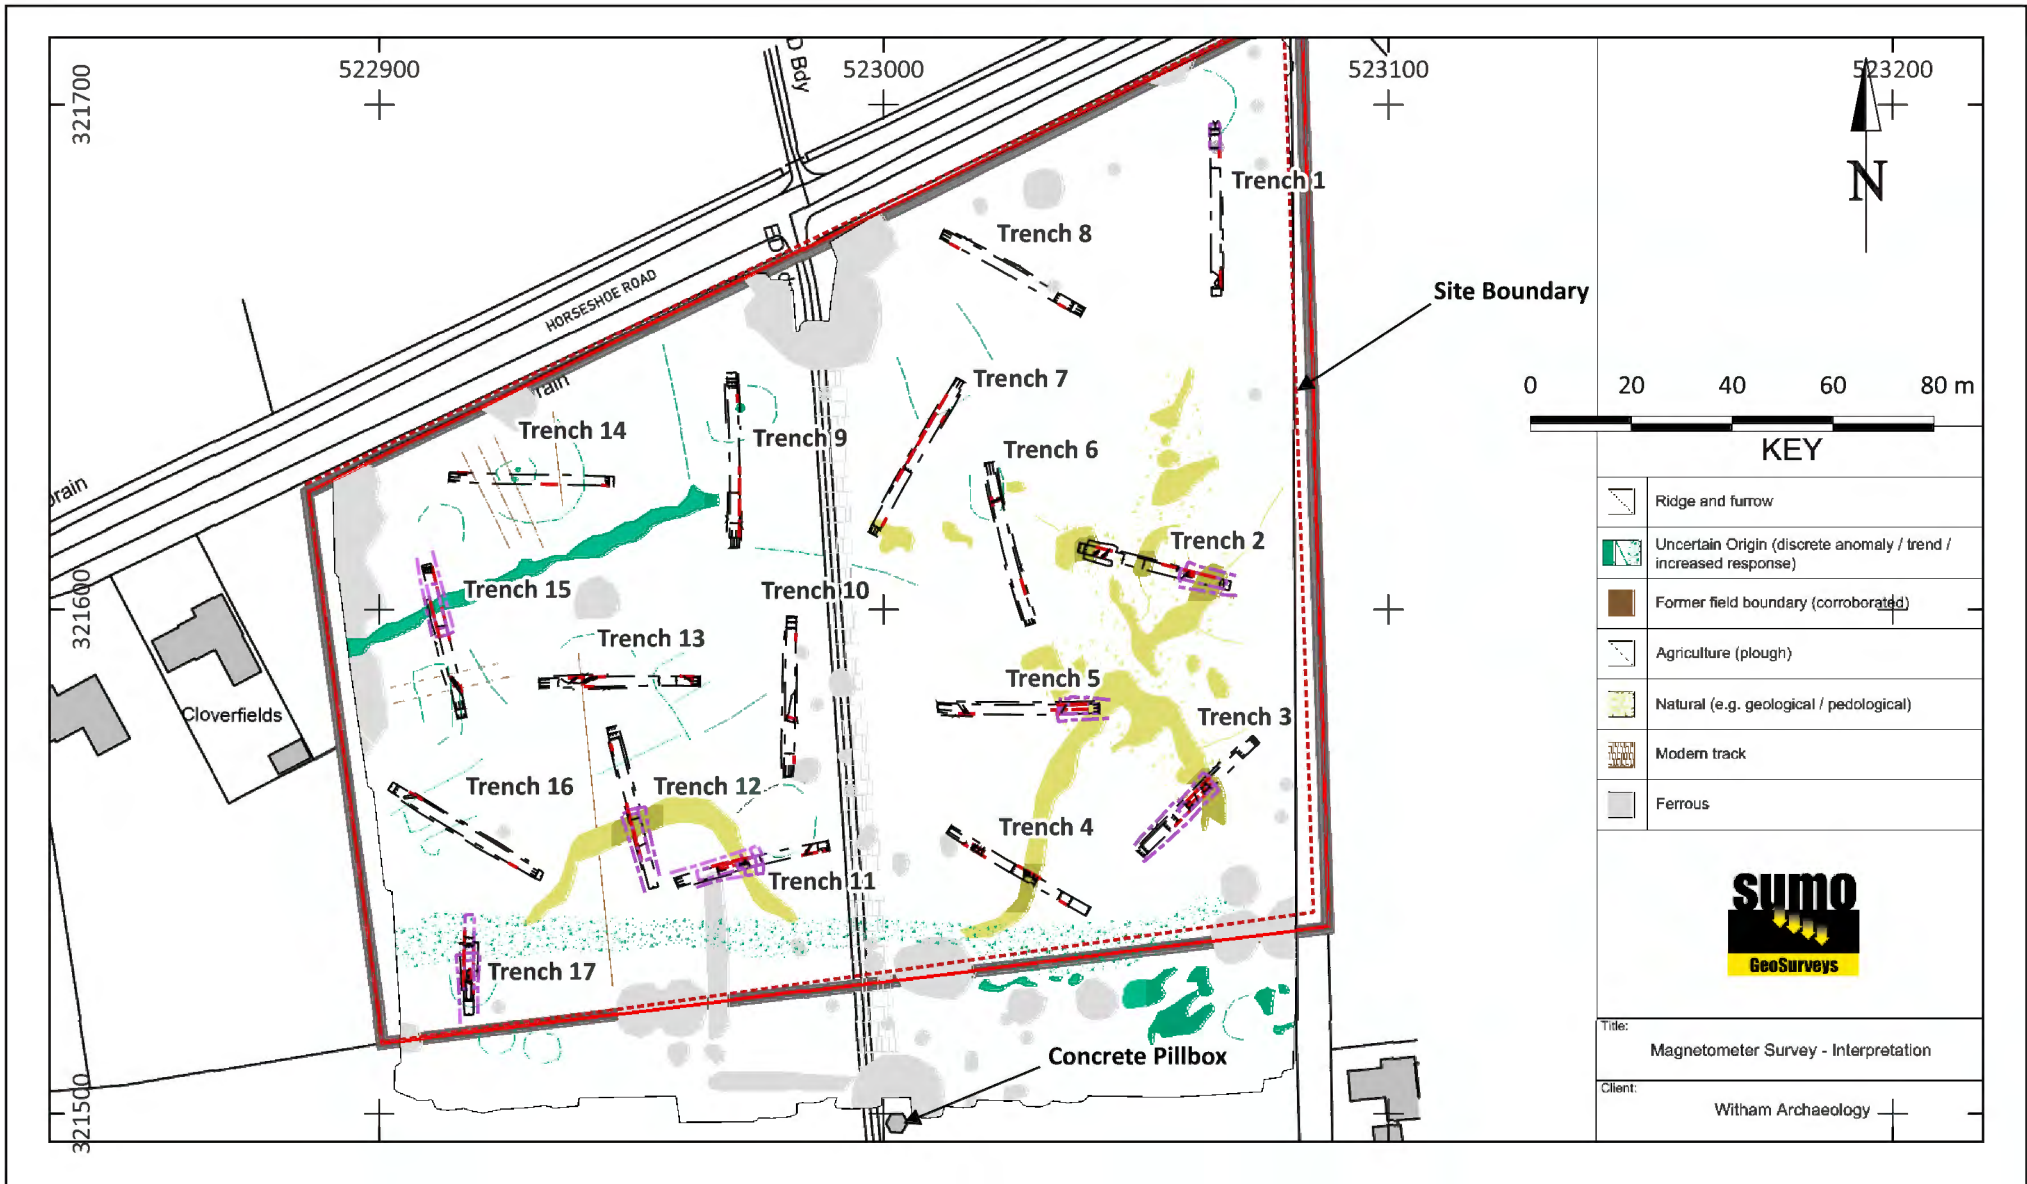 522900
523000
523100
523200
321700
321600
321500
D Bdy
ED
HORSESHOE ROAD
rain
Drain
Cloverfields
Trench 1
Trench 8
Site Boundary
Trench 7
Trench 14
Trench 9
Trench 6
Trench 2
Trench 15
Trench 10
Trench 13
Trench 5
Trench 3
Trench 16
Trench 12
Trench 4
Trench 11
Trench 17
Concrete Pillbox
N
0 20 40 60 80 m
KEY
Ridge and furrow
Uncertain Origin (discrete anomaly / trend /
increased response)
Former field boundary (corroborated)
Agriculture (plough)
Natural (e.g. geological / pedological)
Modern track
Ferrous
sumo
GeoSurveys
Title:
Magnetometer Survey - Interpretation
Client:
Witham Archaeology